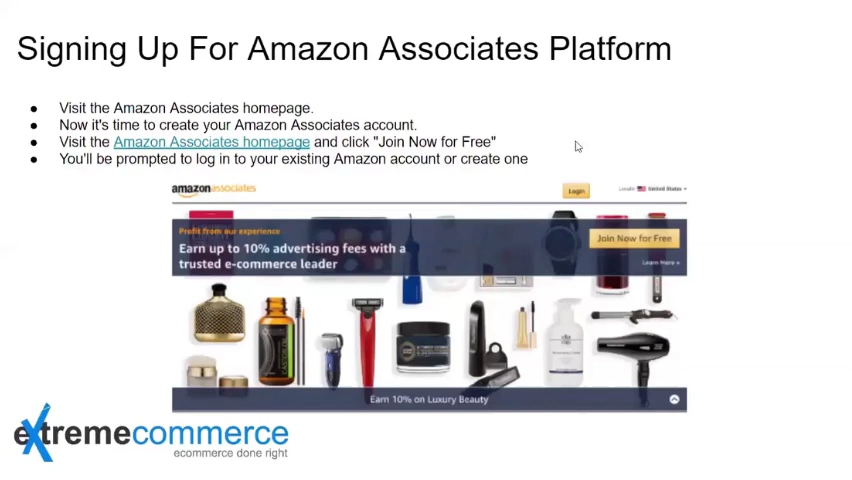 Signing Up For Amazon Associates Platform
● Visit the Amazon Associates homepage.
● Now it's time to create your Amazon Associates account.
● Visit the Amazon Associates homepage and click "Join Now for Free"
● You'll be prompted to log in to your existing Amazon account or create one
amazonassociates
Login
Locale: United States
Profit from our experience
Earn up to 10% advertising fees with a
trusted e-commerce leader
Join Now for Free
Learn More »
CASTOR OIL
Earn 10% on Luxury Beauty
extremecommerce
ecommerce done right